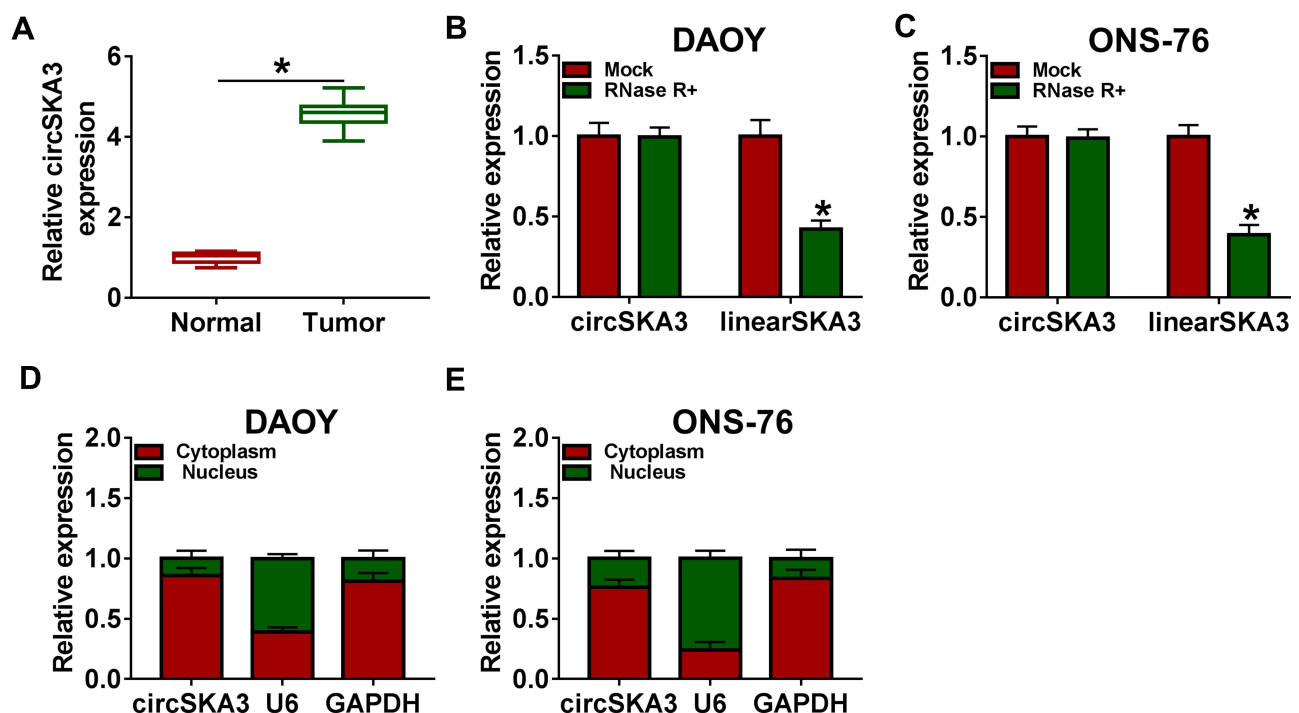 A
Relative circSKA3
expression
6
4
2
0
*
Normal Tumor
B
DAOY
Relative expression
1.5
1.0
0.5
0.0
Mock
RNase R+
*
circSKA3 linearSKA3
C
ONS-76
Relative expression
1.5
1.0
0.5
0.0
Mock
RNase R+
*
circSKA3 linearSKA3
D
DAOY
Relative expression
2.0
1.5
1.0
0.5
0.0
Cytoplasm
Nucleus
circSKA3 U6 GAPDH
E
ONS-76
Relative expression
2.0
1.5
1.0
0.5
0.0
Cytoplasm
Nucleus
circSKA3 U6 GAPDH